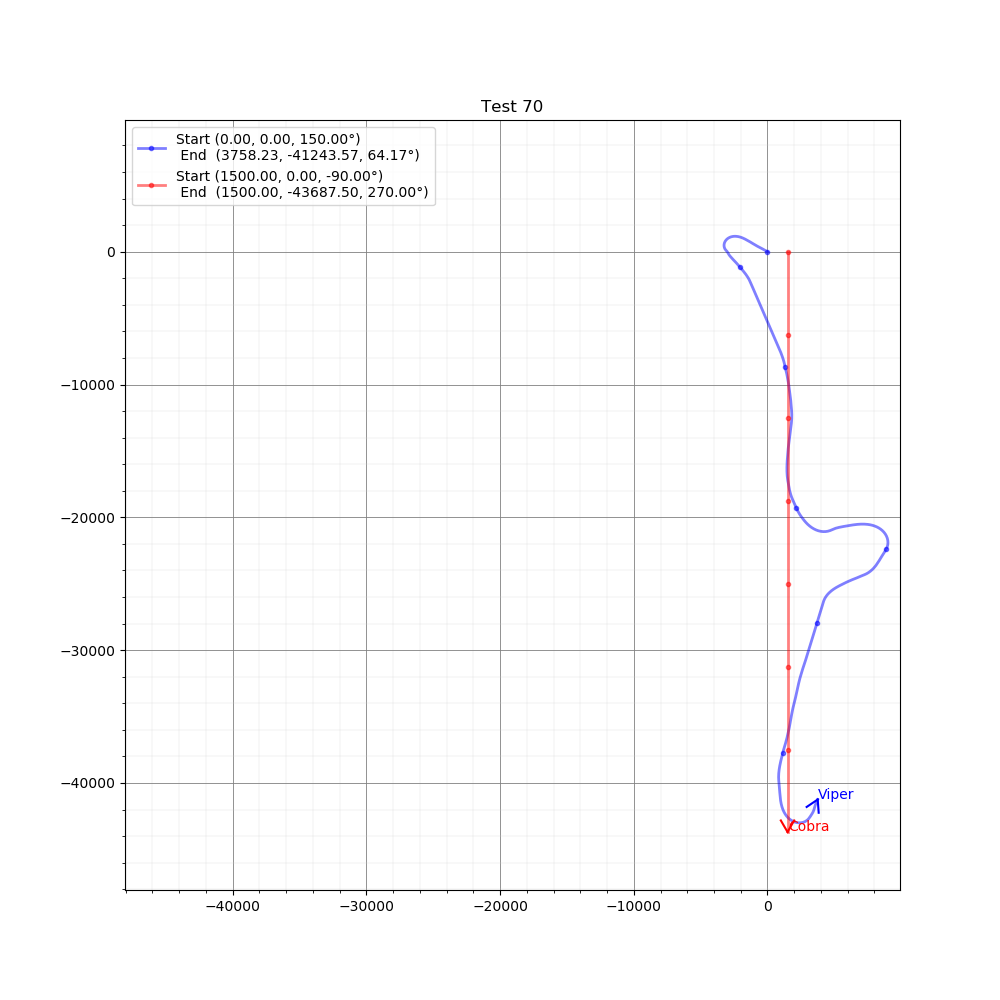 Test 70
Start (0.00, 0.00, 150.00°)
End  (3758.23, -41243.57, 64.17°)
Start (1500.00, 0.00, -90.00°)
End  (1500.00, -43687.50, 270.00°)
0
−10000
−20000
−30000
−40000
Viper
Cobra
−40000
−30000
−20000
−10000
0